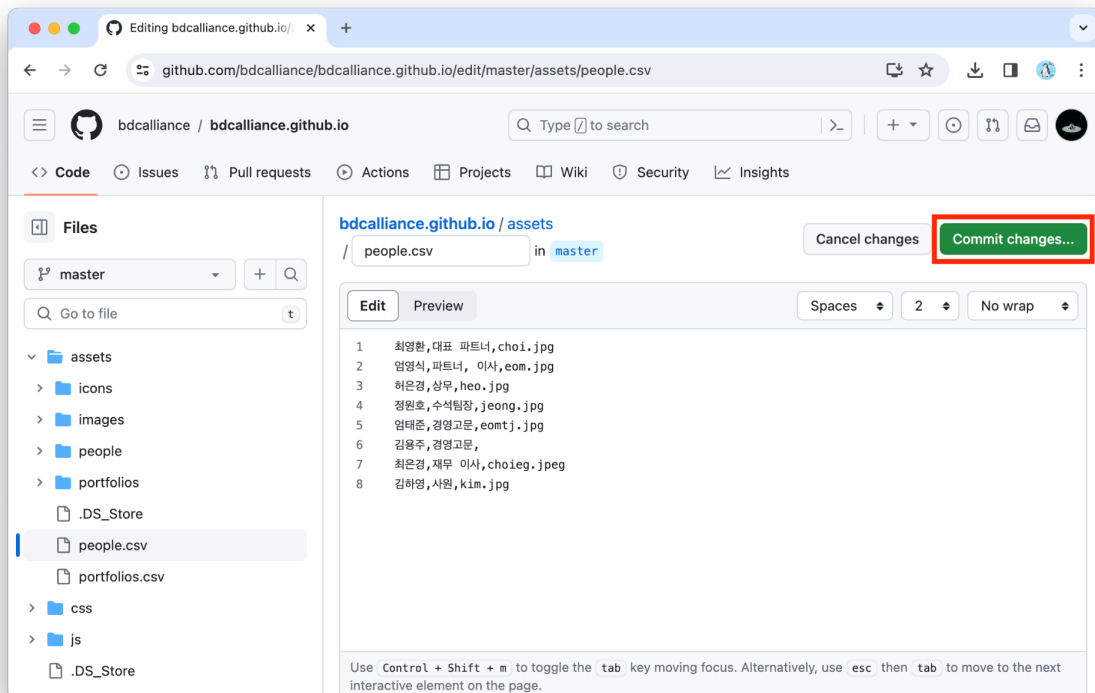 Editing bdcalliance.github.io/
github.com/bdcalliance/bdcalliance.github.io/edit/master/assets/people.csv
bdcalliance / bdcalliance.github.io
Type / to search
Code Issues Pull requests Actions Projects Wiki Security Insights
Files
master
Go to file t
assets
icons
images
people
portfolios
.DS_Store
people.csv
portfolios.csv
css
js
.DS_Store
bdcalliance.github.io / assets
/ people.csv in master
Cancel changes Commit changes...
Edit Preview Spaces 2 No wrap
1 최영환,대표 파트너,choi.jpg
2 엄영식,파트너, 이사,eom.jpg
3 허은경,상무,heo.jpg
4 정원호,수석팀장,jeong.jpg
5 엄태준,경영고문,eomtj.jpg
6 김용주,경영고문,
7 최은경,재무 이사,choieg.jpeg
8 김하영,사원,kim.jpg
Use Control + Shift + m to toggle the tab key moving focus. Alternatively, use esc then tab to move to the next
interactive element on the page.